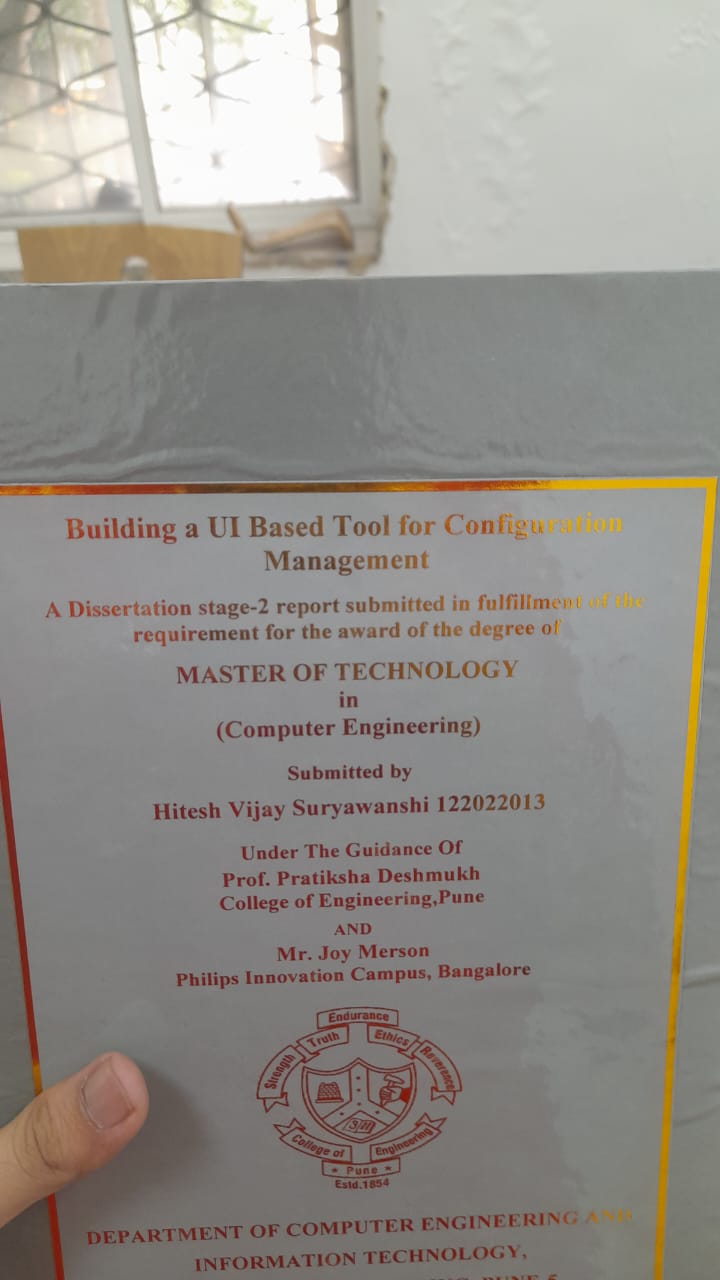 Building a UI Based Tool for Configuration
Management
A Dissertation stage-2 report submitted in fulfillment of the
requirement for the award of the degree of
MASTER OF TECHNOLOGY
in
(Computer Engineering)
Submitted by
Hitesh Vijay Suryawanshi 122022013
Under The Guidance Of
Prof. Pratiksha Deshmukh
College of Engineering,Pune
AND
Mr. Joy Merson
Philips Innovation Campus, Bangalore
Endurance
Truth Ethics
Strength Reverence
College of Engineering
★ Pune ★
Estd.1854
DEPARTMENT OF COMPUTER ENGINEERING AND
INFORMATION TECHNOLOGY,
PUNE-5